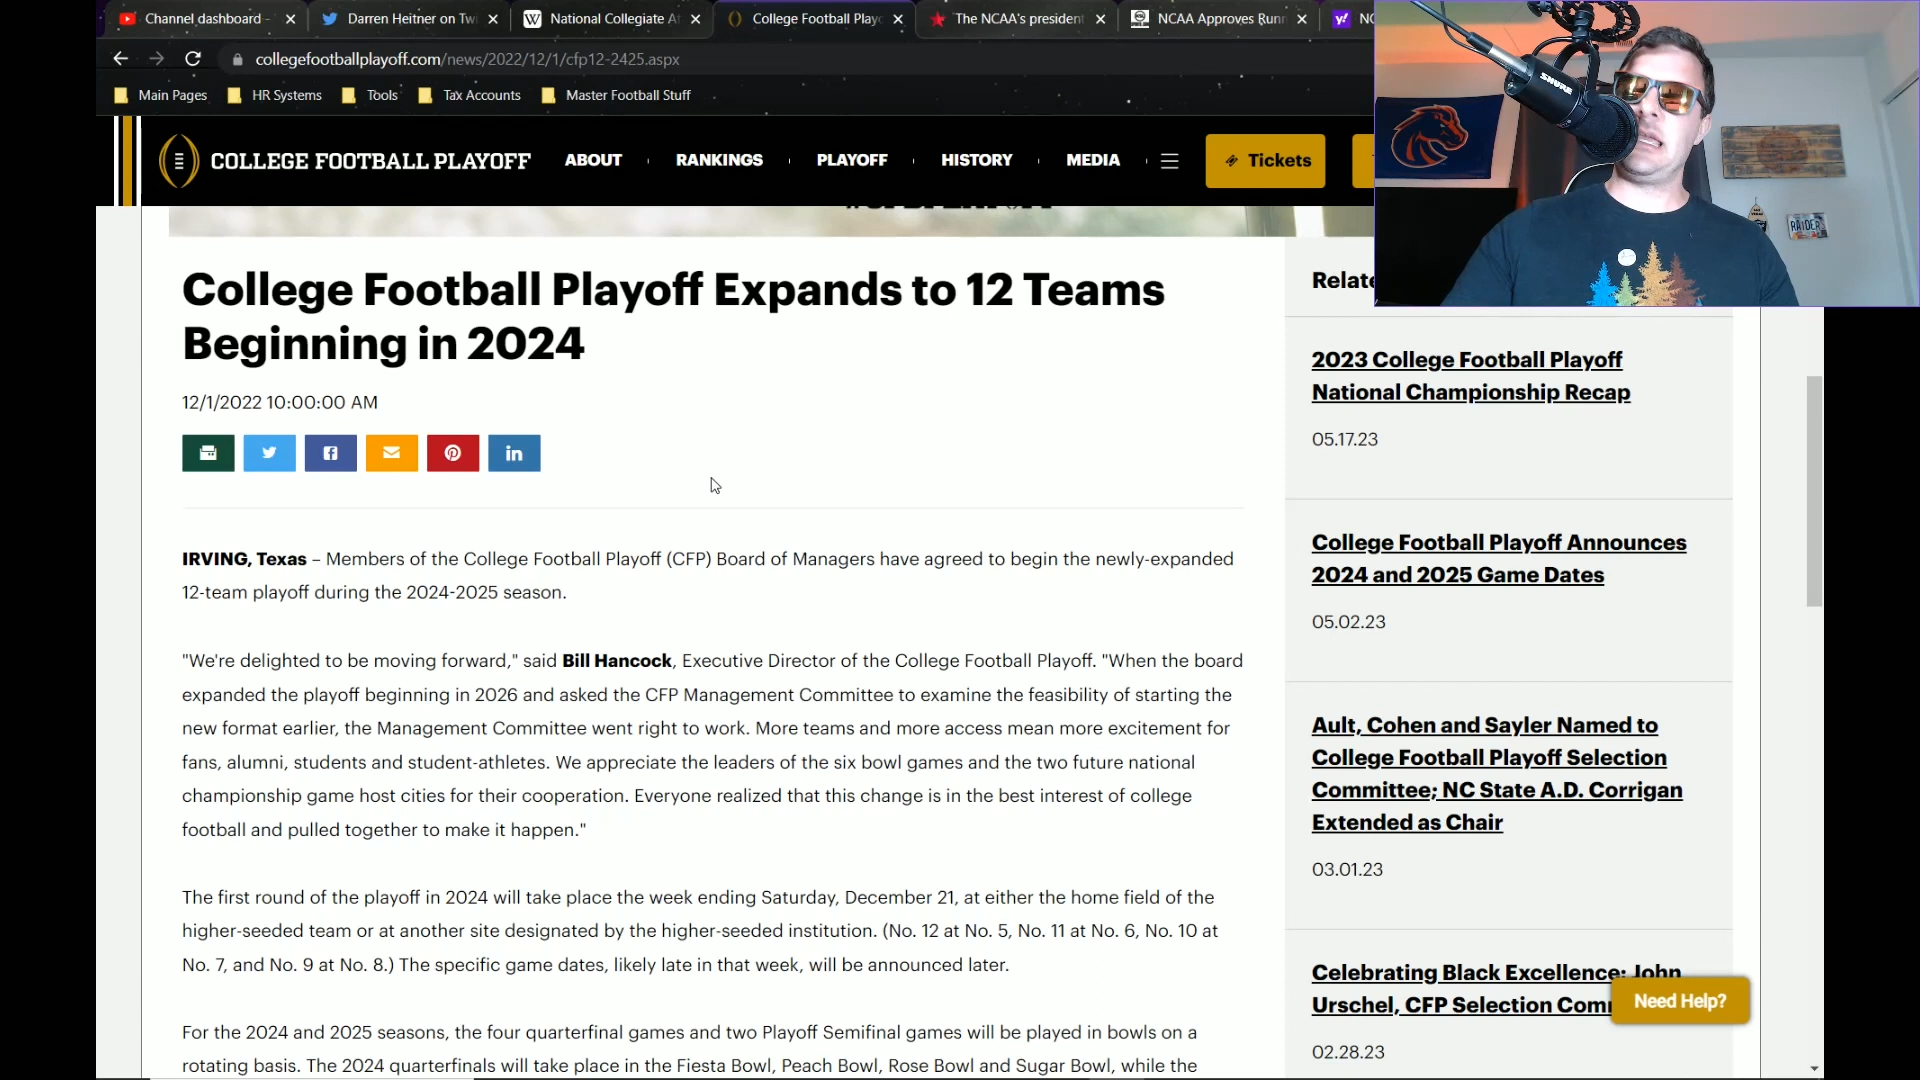 Channel dashboard -
Darren Heitner on Twi
National Collegiate A
College Football Playo
The NCAA's president
NCAA Approves Runn
NC
collegefootballplayoff.com/news/2022/12/1/cfp12-2425.aspx
Main Pages
HR Systems
Tools
Tax Accounts
Master Football Stuff
SHURE
RAIDERS
COLLEGE FOOTBALL PLAYOFF
ABOUT
RANKINGS
PLAYOFF
HISTORY
MEDIA
Tickets
College Football Playoff Expands to 12 Teams
Beginning in 2024
12/1/2022 10:00:00 AM
IRVING, Texas – Members of the College Football Playoff (CFP) Board of Managers have agreed to begin the newly-expanded
12-team playoff during the 2024-2025 season.
"We're delighted to be moving forward," said Bill Hancock, Executive Director of the College Football Playoff. "When the board
expanded the playoff beginning in 2026 and asked the CFP Management Committee to examine the feasibility of starting the
new format earlier, the Management Committee went right to work. More teams and more access mean more excitement for
fans, alumni, students and student-athletes. We appreciate the leaders of the six bowl games and the two future national
championship game host cities for their cooperation. Everyone realized that this change is in the best interest of college
football and pulled together to make it happen."
The first round of the playoff in 2024 will take place the week ending Saturday, December 21, at either the home field of the
higher-seeded team or at another site designated by the higher-seeded institution. (No. 12 at No. 5, No. 11 at No. 6, No. 10 at
No. 7, and No. 9 at No. 8.) The specific game dates, likely late in that week, will be announced later.
For the 2024 and 2025 seasons, the four quarterfinal games and two Playoff Semifinal games will be played in bowls on a
rotating basis. The 2024 quarterfinals will take place in the Fiesta Bowl, Peach Bowl, Rose Bowl and Sugar Bowl, while the
Relate
2023 College Football Playoff
National Championship Recap
05.17.23
College Football Playoff Announces
2024 and 2025 Game Dates
05.02.23
Ault, Cohen and Sayler Named to
College Football Playoff Selection
Committee; NC State A.D. Corrigan
Extended as Chair
03.01.23
Celebrating Black Excellence: John
Urschel, CFP Selection Com
02.28.23
Need Help?